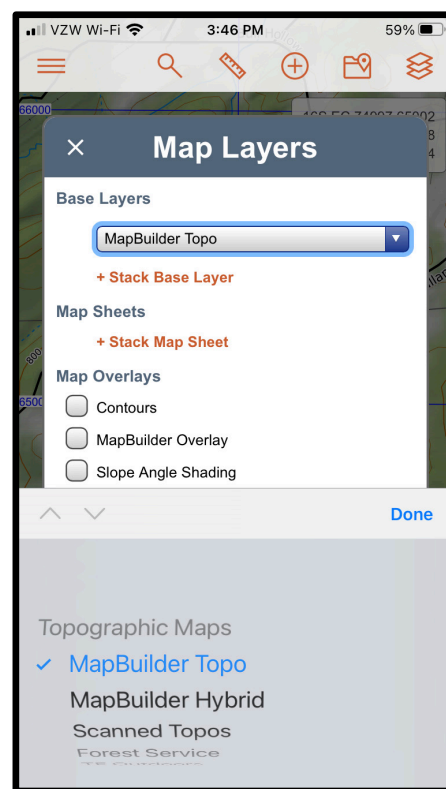 VZW Wi-Fi 3:46 PM 59%
66000
Map Layers
Base Layers
MapBuilder Topo
+ Stack Base Layer
Map Sheets
+ Stack Map Sheet
800
Map Overlays
6500
Contours
MapBuilder Overlay
Slope Angle Shading
Done
Topographic Maps
MapBuilder Topo
MapBuilder Hybrid
Scanned Topos
Forest Service